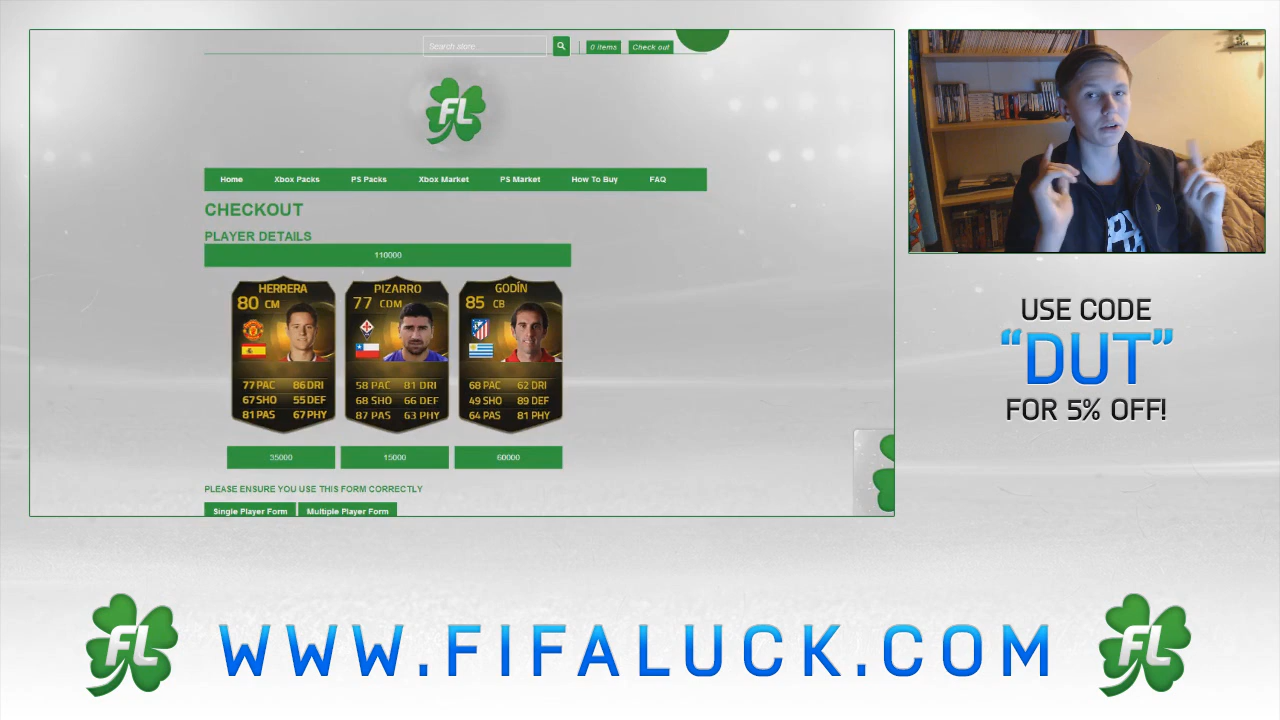 Search store...
0 items
Check out
FL
Home Xbox Packs PS Packs Xbox Market PS Market How To Buy FAQ
CHECKOUT
PLAYER DETAILS
110000
HERRERA
80 CM
77 PAC 86 DRI
67 SHO 55 DEF
81 PAS 67 PHY
PIZARRO
77 CDM
58 PAC 81 DRI
68 SHO 66 DEF
87 PAS 63 PHY
GODÍN
85 CB
68 PAC 62 DRI
49 SHO 89 DEF
64 PAS 81 PHY
35000 15000 60000
PLEASE ENSURE YOU USE THIS FORM CORRECTLY
Single Player Form Multiple Player Form
USE CODE
“DUT”
FOR 5% OFF!
FL WWW.FIFALUCK.COM FL